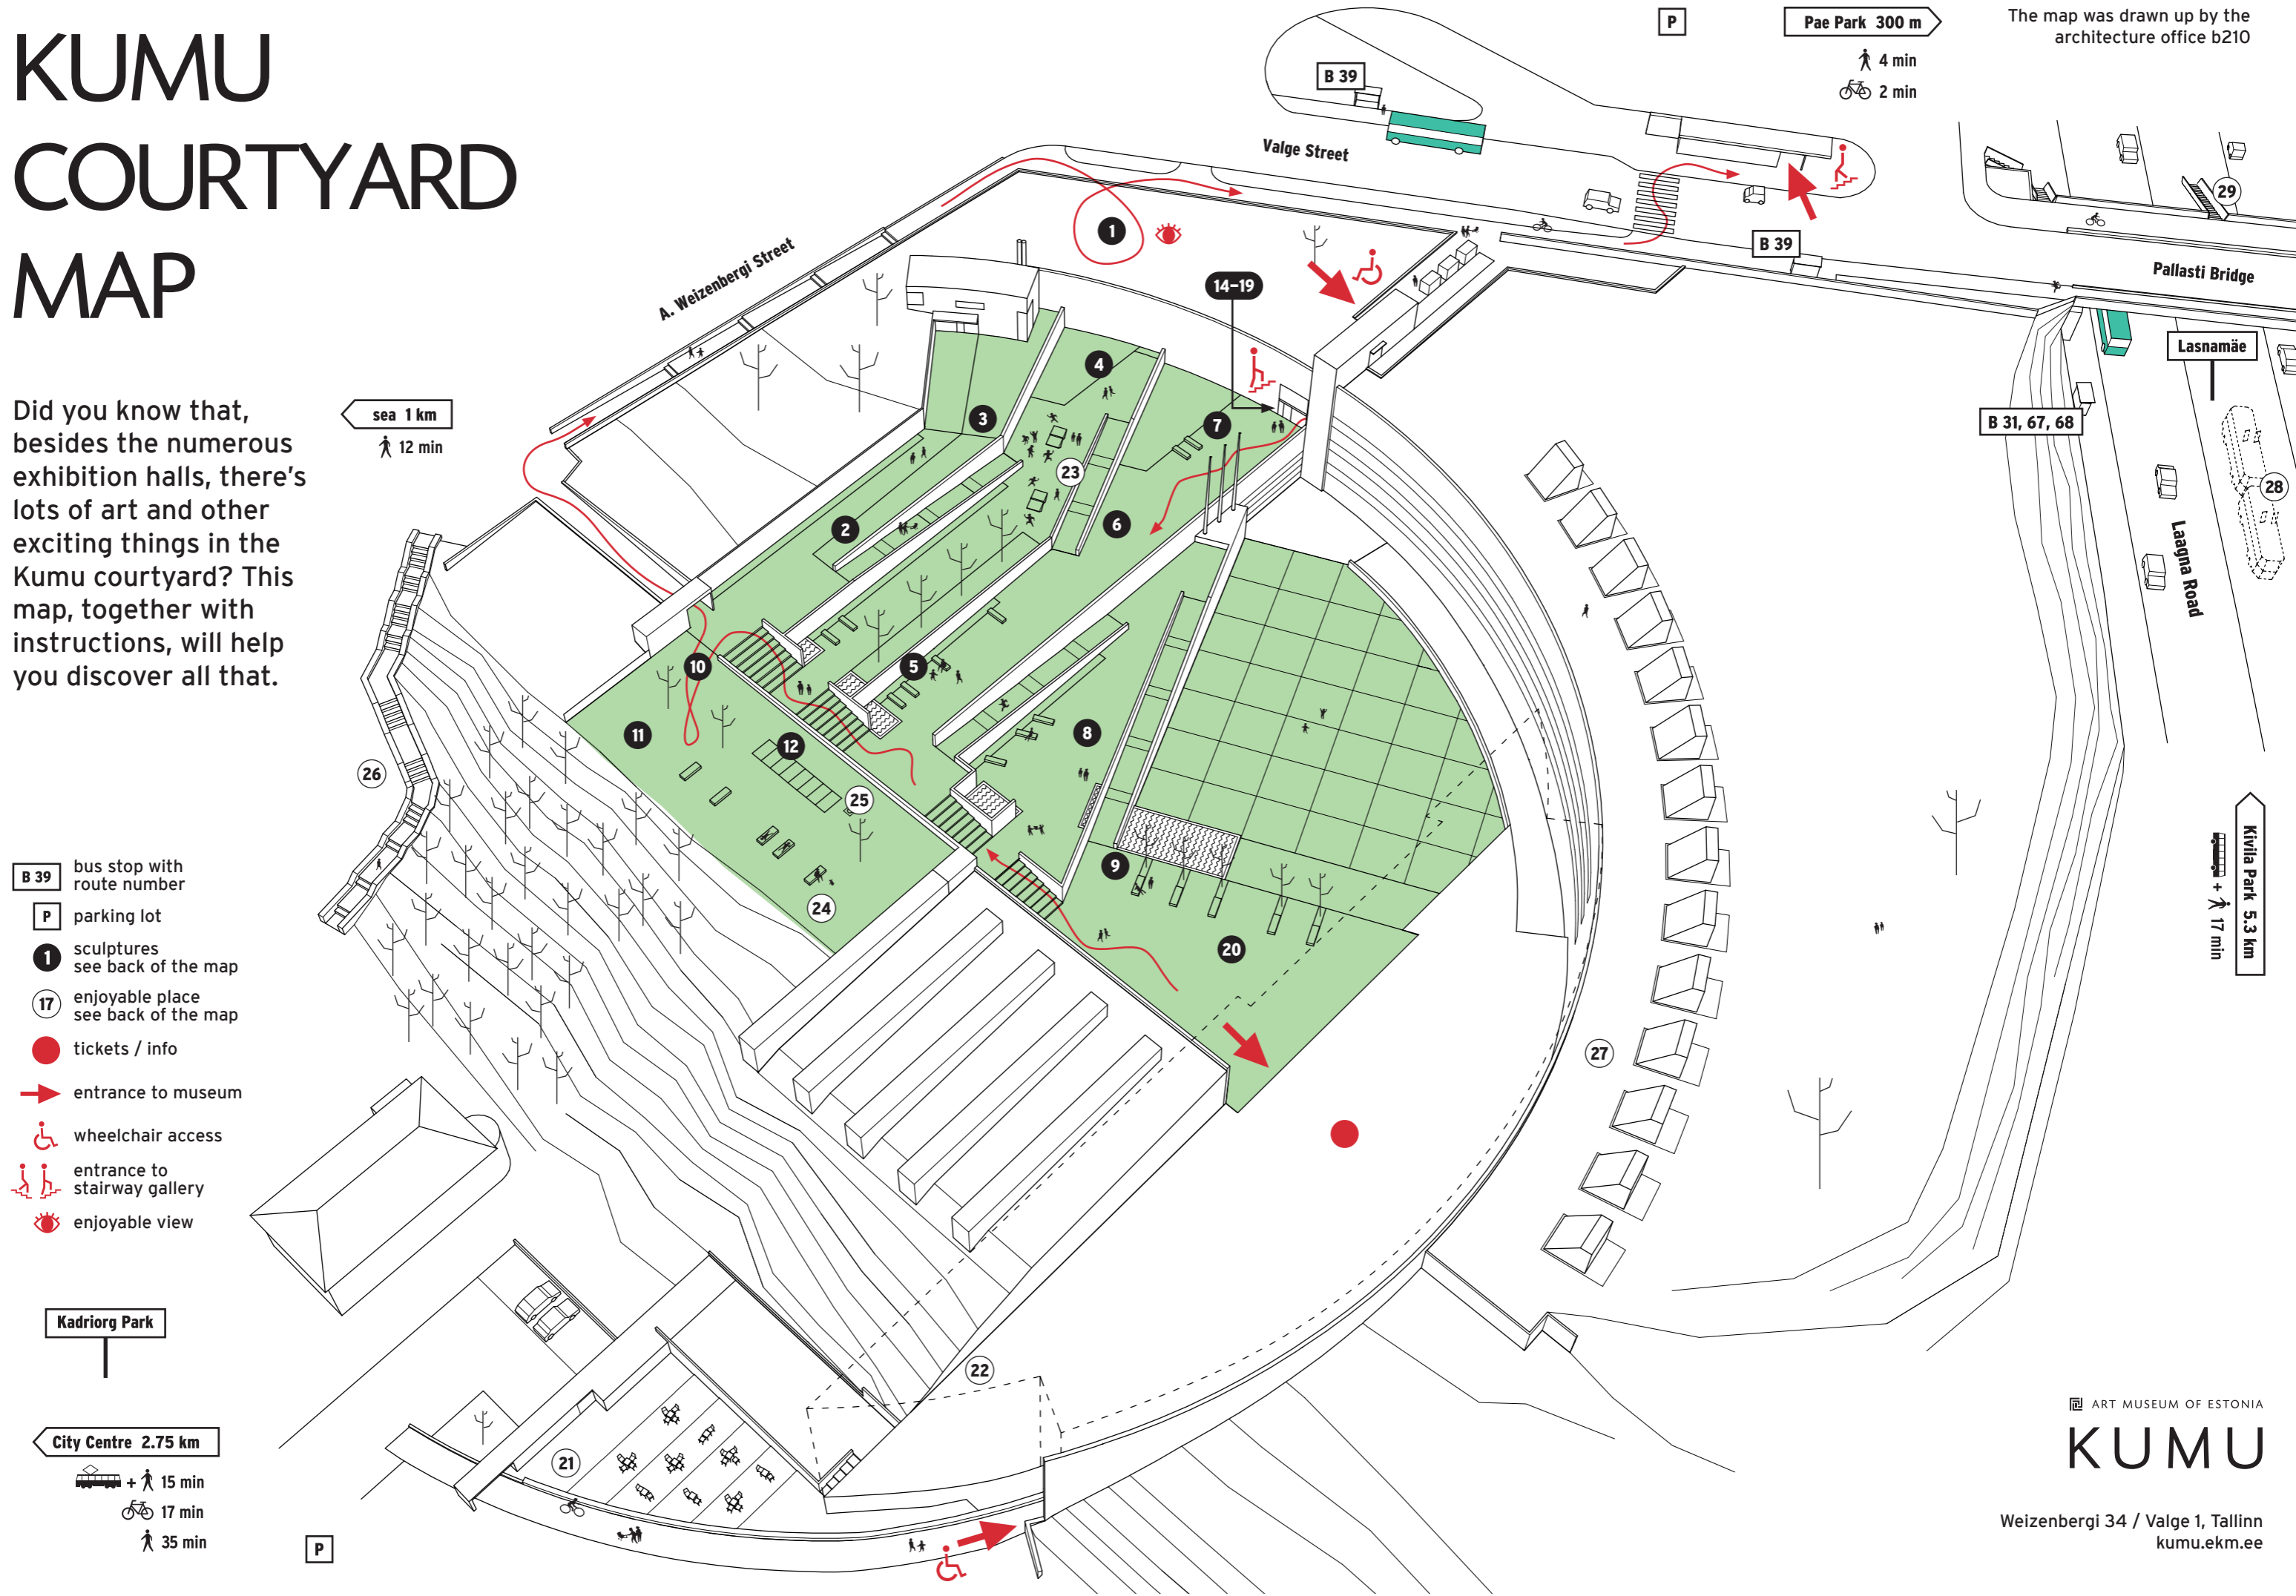 KUMU
COURTYARD
MAP
Did you know that,
besides the numerous
exhibition halls, there's
lots of art and other
exciting things in the
Kumu courtyard? This
map, together with
instructions, will help
you discover all that.
sea 1 km
12 min
A. Weizenbergi Street
Valge Street
B 39
P
Pae Park 300 m
4 min
2 min
The map was drawn up by the
architecture office b210
B 39
29
Pallasti Bridge
Lasnamäe
B 31, 67, 68
28
Laagna Road
Kivila Park 5.3 km
+ 17 min
1
14–19
4
3
7
23
2
6
10
5
11
12
8
25
26
9
24
20
27
22
21
B 39
bus stop with
route number
P
parking lot
1
sculptures
see back of the map
17
enjoyable place
see back of the map
tickets / info
entrance to museum
wheelchair access
entrance to
stairway gallery
enjoyable view
Kadriorg Park
City Centre 2.75 km
+ 15 min
17 min
35 min
P
ART MUSEUM OF ESTONIA
KUMU
Weizenbergi 34 / Valge 1, Tallinn
kumu.ekm.ee